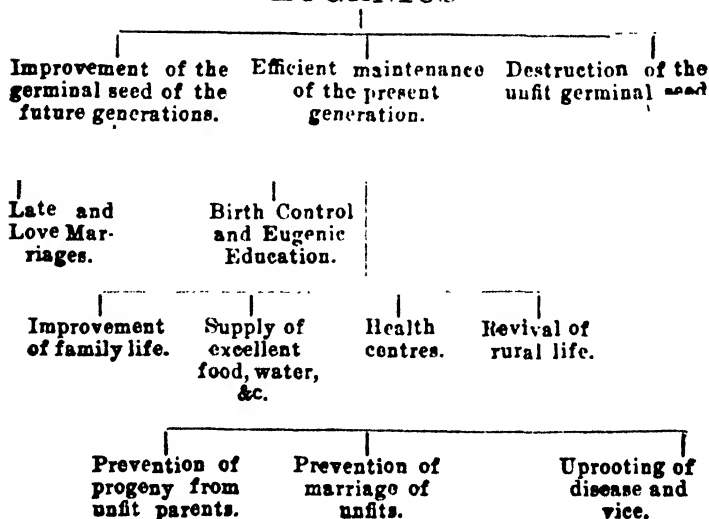 Improvement of the
germinal seed of the
future generations.
Efficient maintenance
of the present
generation.
Destruction of the
unfit germinal seed
Late and
Love Mar-
riages.
Birth Control
and Eugenic
Education.
Improvement
of family life.
Supply of
excellent
food, water,
&c.
Health
centres.
Revival of
rural life.
Prevention of
progeny from
unfit parents.
Prevention of
marriage of
unfits.
Uprooting of
disease and
vice.